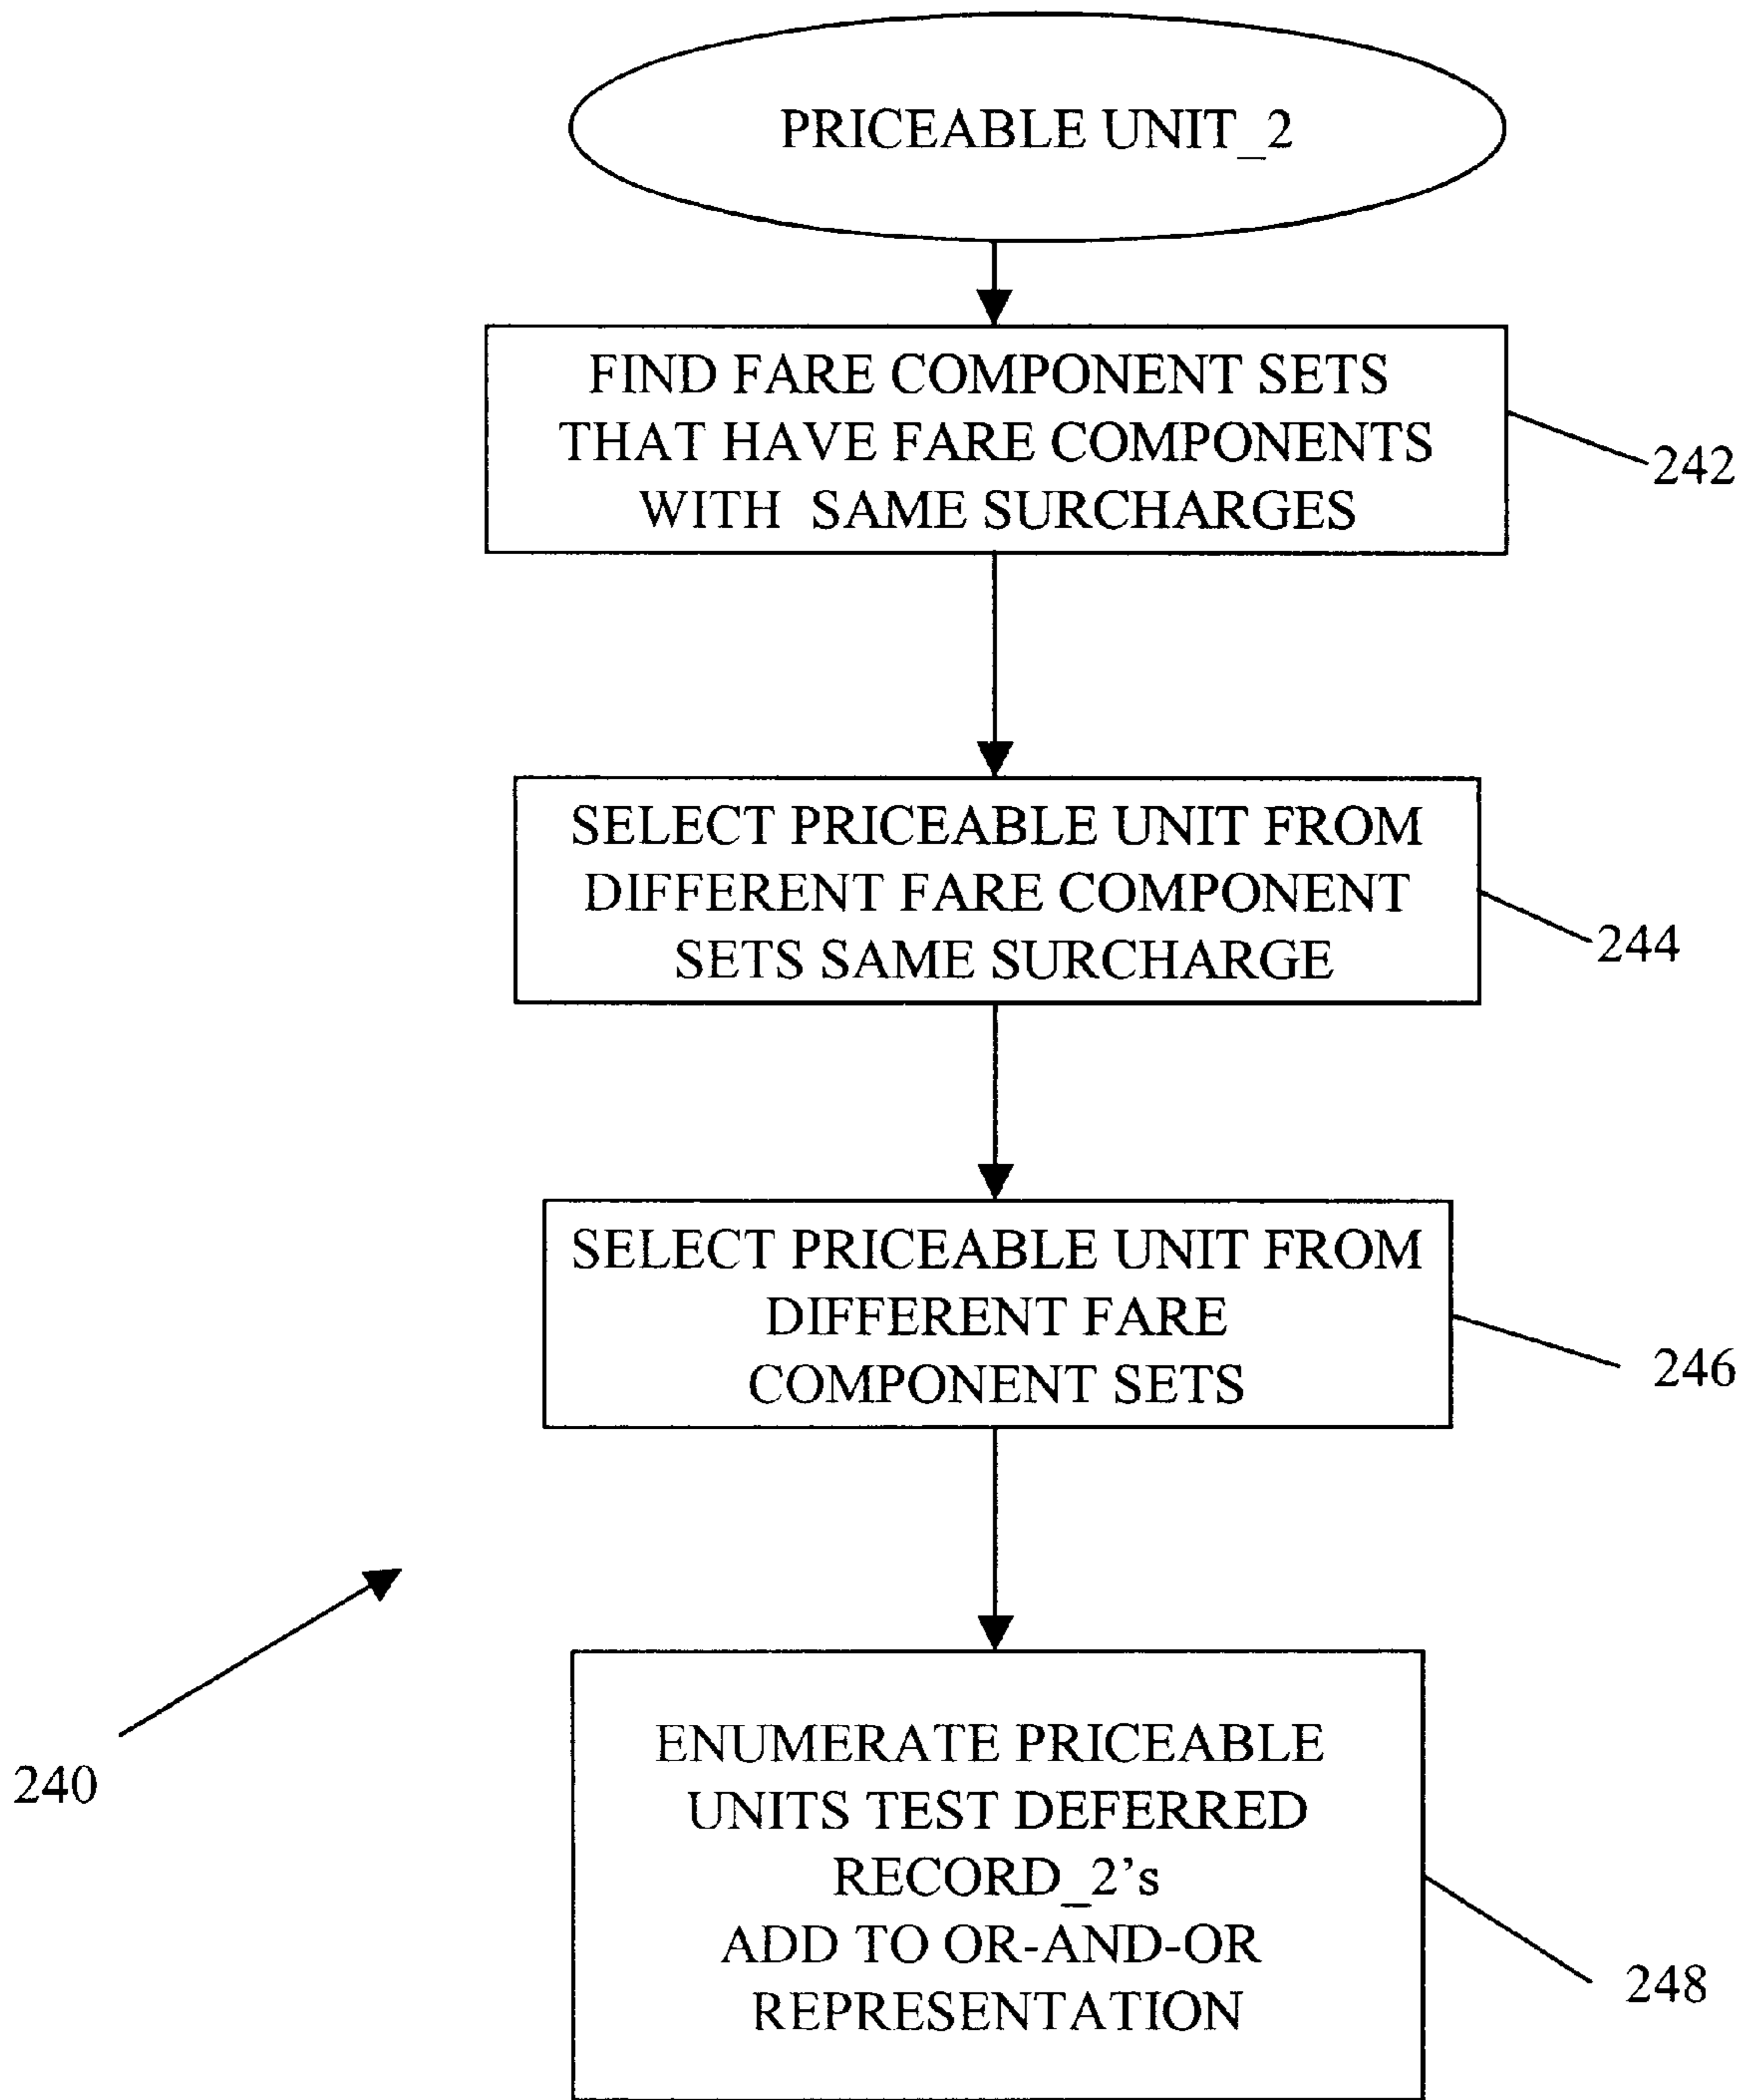 PRICEABLE UNIT_2
FIND FARE COMPONENT SETS
THAT HAVE FARE COMPONENTS
WITH SAME SURCHARGES
242
SELECT PRICEABLE UNIT FROM
DIFFERENT FARE COMPONENT
SETS SAME SURCHARGE
244
SELECT PRICEABLE UNIT FROM
DIFFERENT FARE
COMPONENT SETS
246
ENUMERATE PRICEABLE
UNITS TEST DEFERRED
RECORD_2's
ADD TO OR-AND-OR
REPRESENTATION
240
248